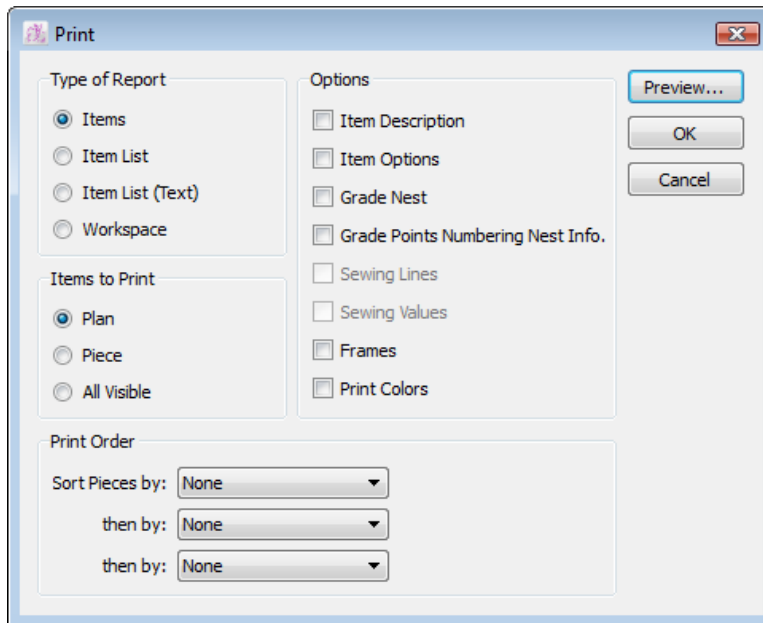 Print
Type of Report
Items
Item List
Item List (Text)
Workspace
Items to Print
Plan
Piece
All Visible
Options
Item Description
Item Options
Grade Nest
Grade Points Numbering Nest Info.
Sewing Lines
Sewing Values
Frames
Print Colors
Preview...
OK
Cancel
Print Order
Sort Pieces by: None
then by: None
then by: None